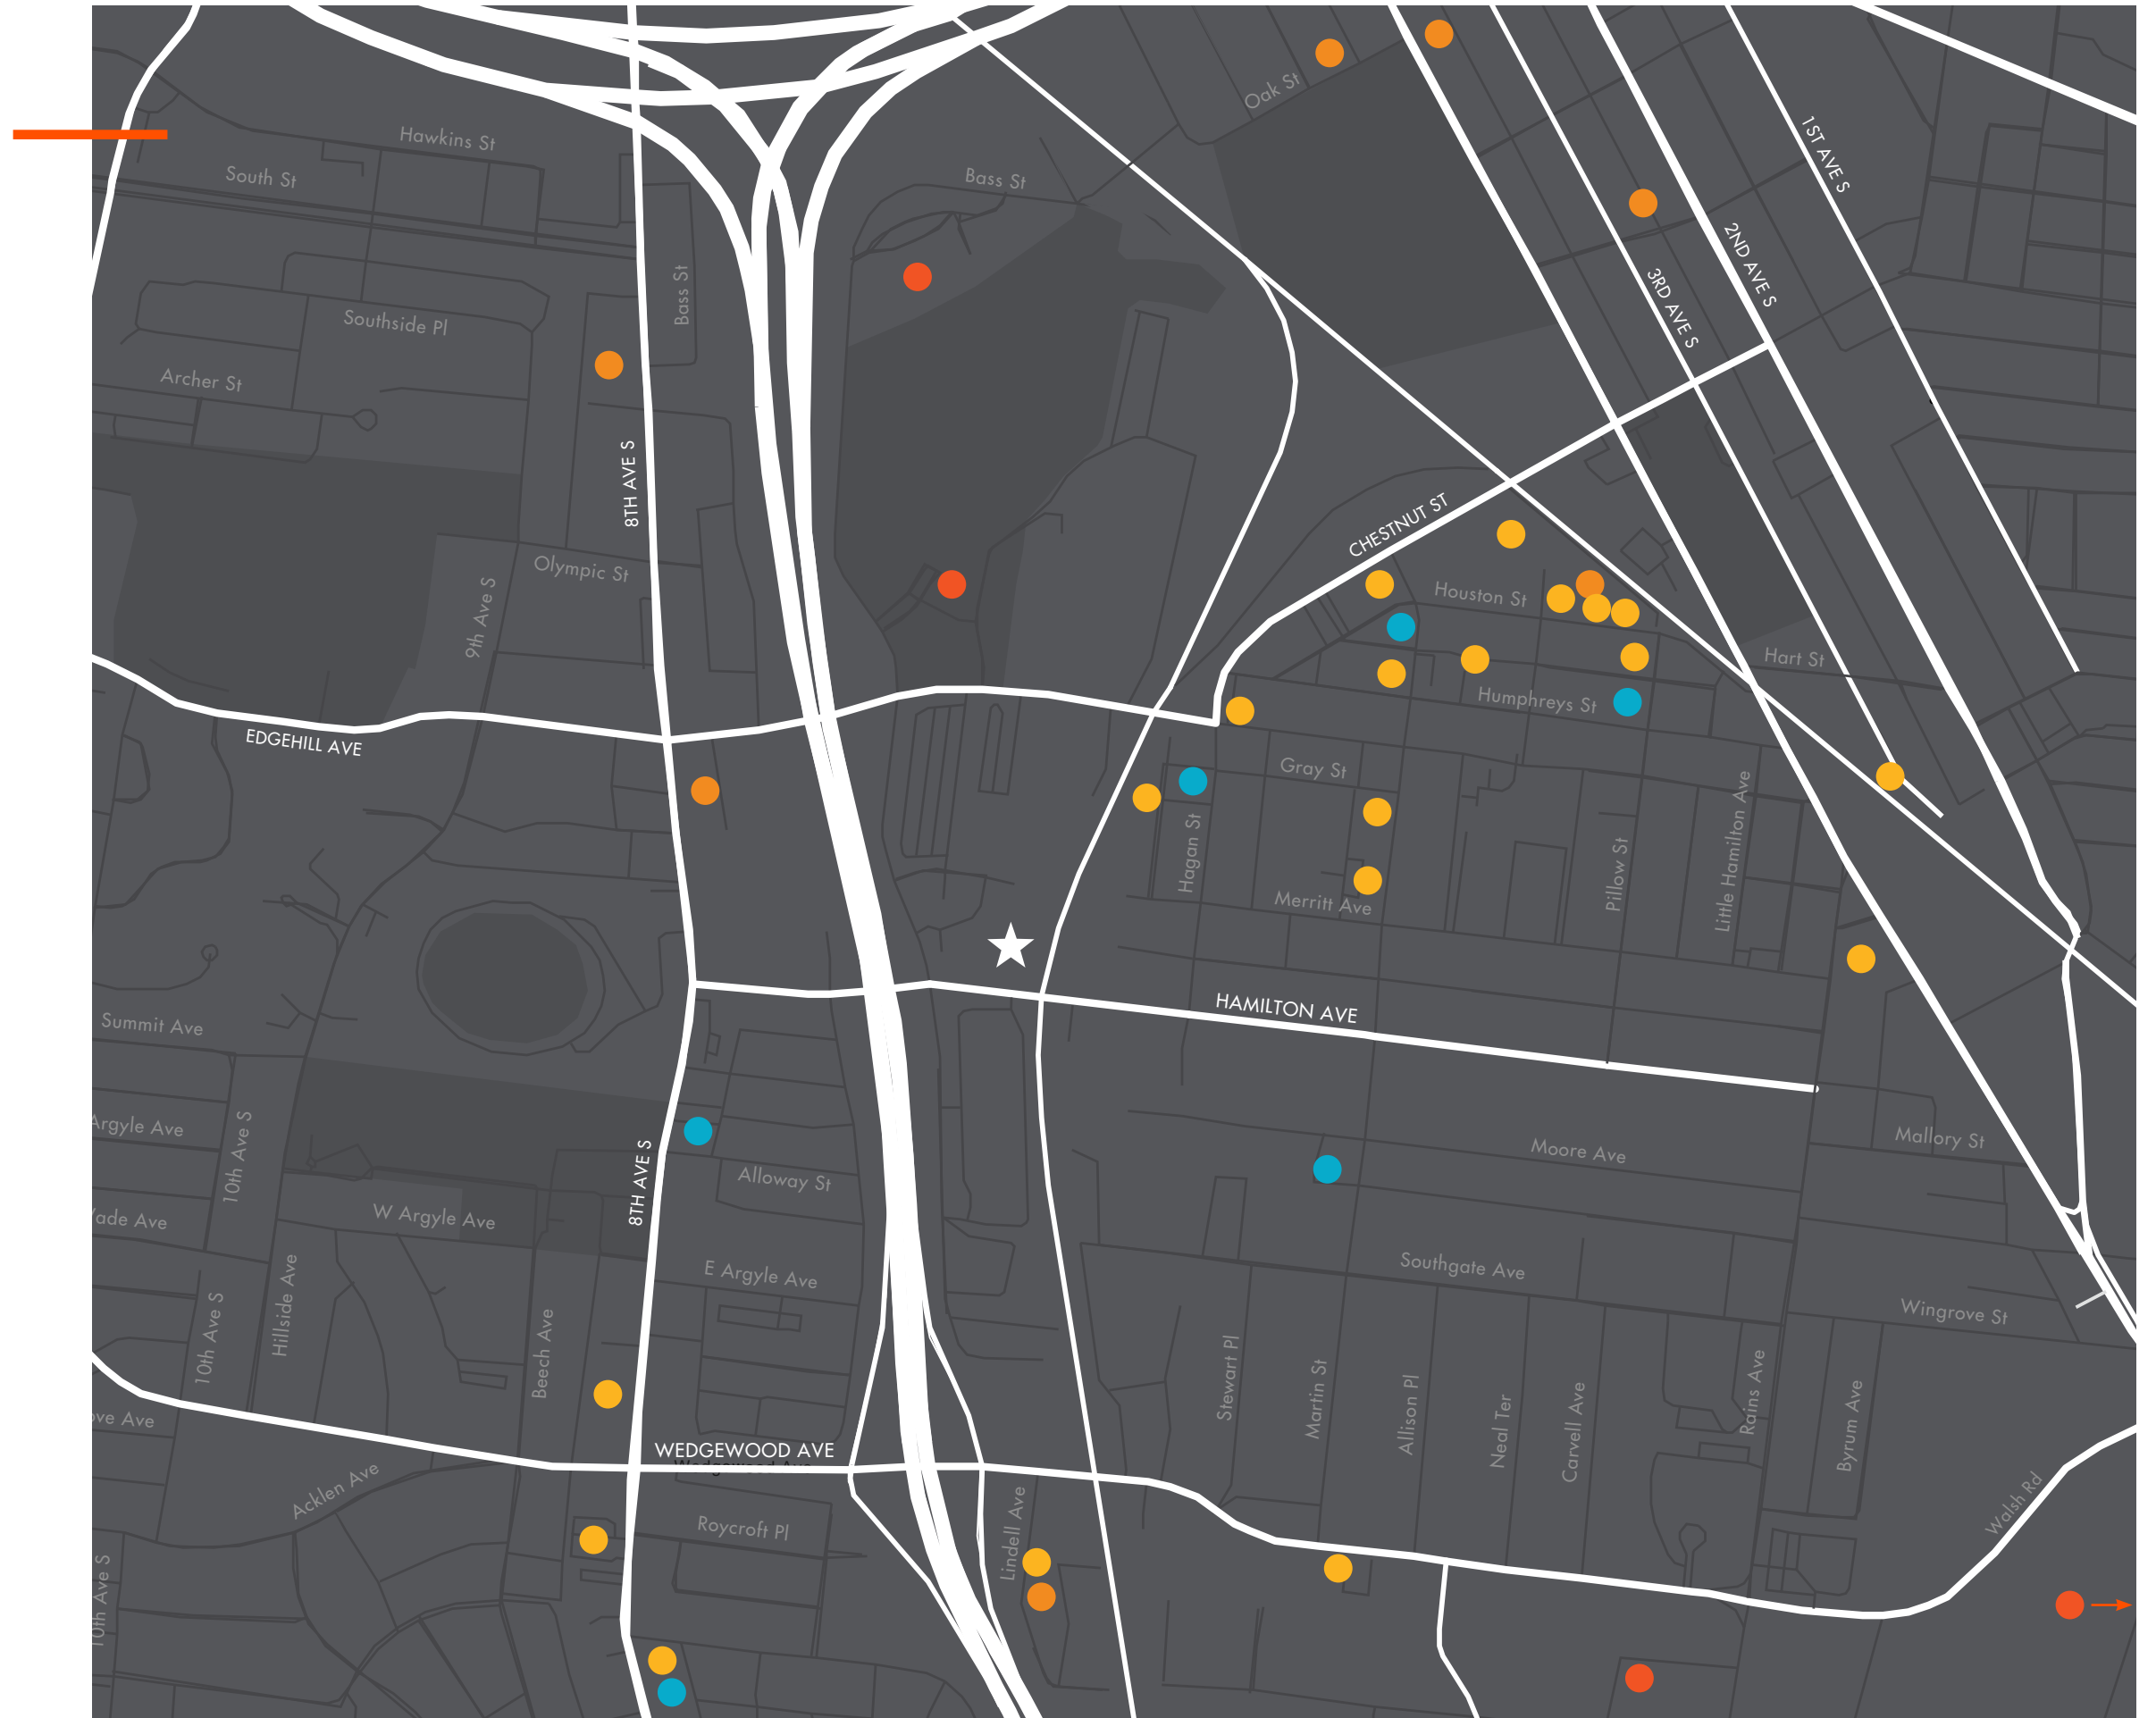 Oak St
1ST AVE S
Hawkins St
South St
Bass St
2ND AVE S
Bass St
3RD AVE S
Southside Pl
Archer St
8TH AVE S
CHESTNUT ST
Olympic St
Houston St
9th Ave S
Hart St
Humphreys St
EDGEHILL AVE
Gray St
Hagan St
Little Hamilton Ave
Pillow St
Merritt Ave
HAMILTON AVE
Summit Ave
Argyle Ave
10th Ave S
Mallory St
Moore Ave
8TH AVE S
Alloway St
ade Ave
W Argyle Ave
E Argyle Ave
Southgate Ave
Hillside Ave
10th Ave S
Beech Ave
Wingrove St
Stewart Pl
Martin St
Allison Pl
Neal Ter
Carvell Ave
Rains Ave
Byrum Ave
ove Ave
WEDGEWOOD AVE
Wedgewood Ave
Acklen Ave
Walsh Rd
Roycroft Pl
Lindell Ave
10th Ave S